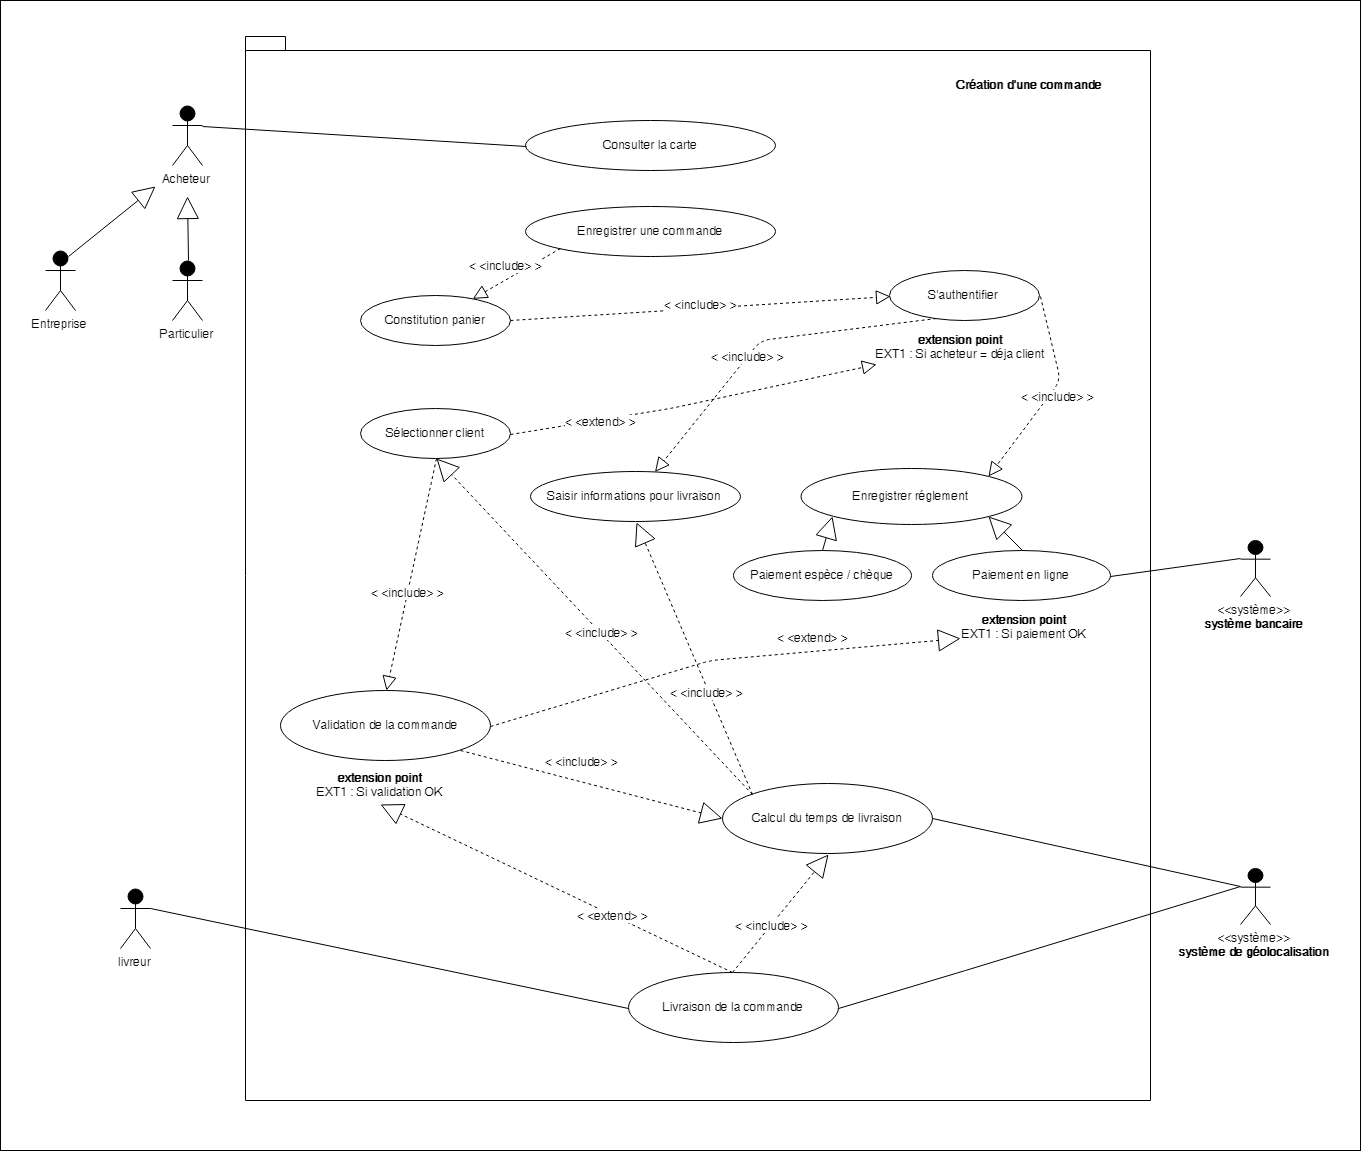 Création d'une commande
Consulter la carte
Acheteur
Enregistrer une commande
< <include> >
Entreprise
Particulier
Constitution panier
< <include> >
S'authentifier
extension point
EXT1 : Si acheteur = déja client
< <include> >
< <include> >
< <extend> >
Sélectionner client
Saisir informations pour livraison
Enregistrer réglement
Paiement espèce / chèque
Paiement en ligne
<<système>>
système bancaire
< <include> >
extension point
EXT1 : Si paiement OK
< <include> >
< <extend> >
< <include> >
Validation de la commande
< <include> >
extension point
EXT1 : Si validation OK
Calcul du temps de livraison
< <extend> >
< <include> >
<<système>>
système de géolocalisation
livreur
Livraison de la commande